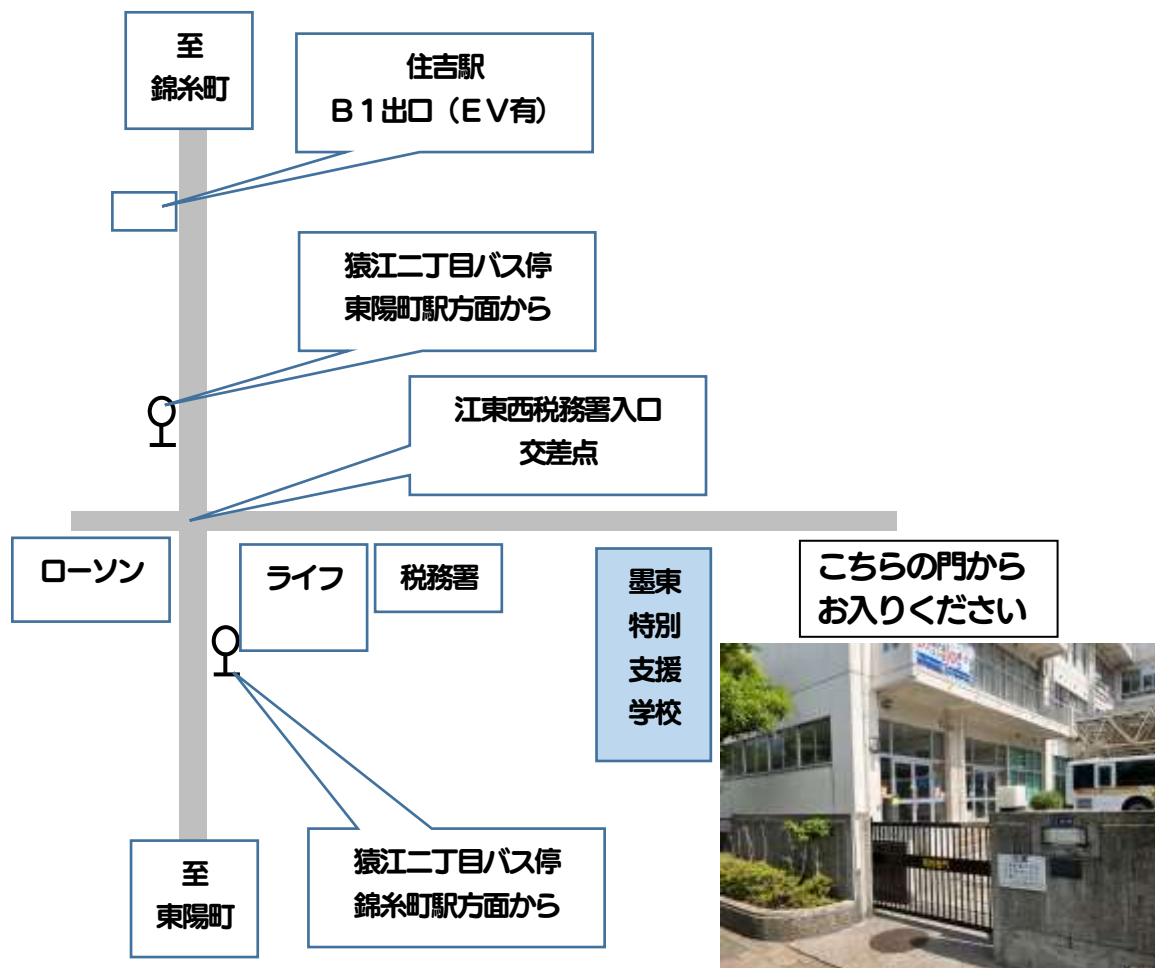 至
錦糸町
住吉駅
Ｂ１出口（ＥＶ有）
猿江二丁目バス停
東陽町駅方面から
江東西税務署入口
交差点
ローソン
ライフ
税務署
墨東
特別
支援
学校
こちらの門から
お入りください
至
東陽町
猿江二丁目バス停
錦糸町駅方面から